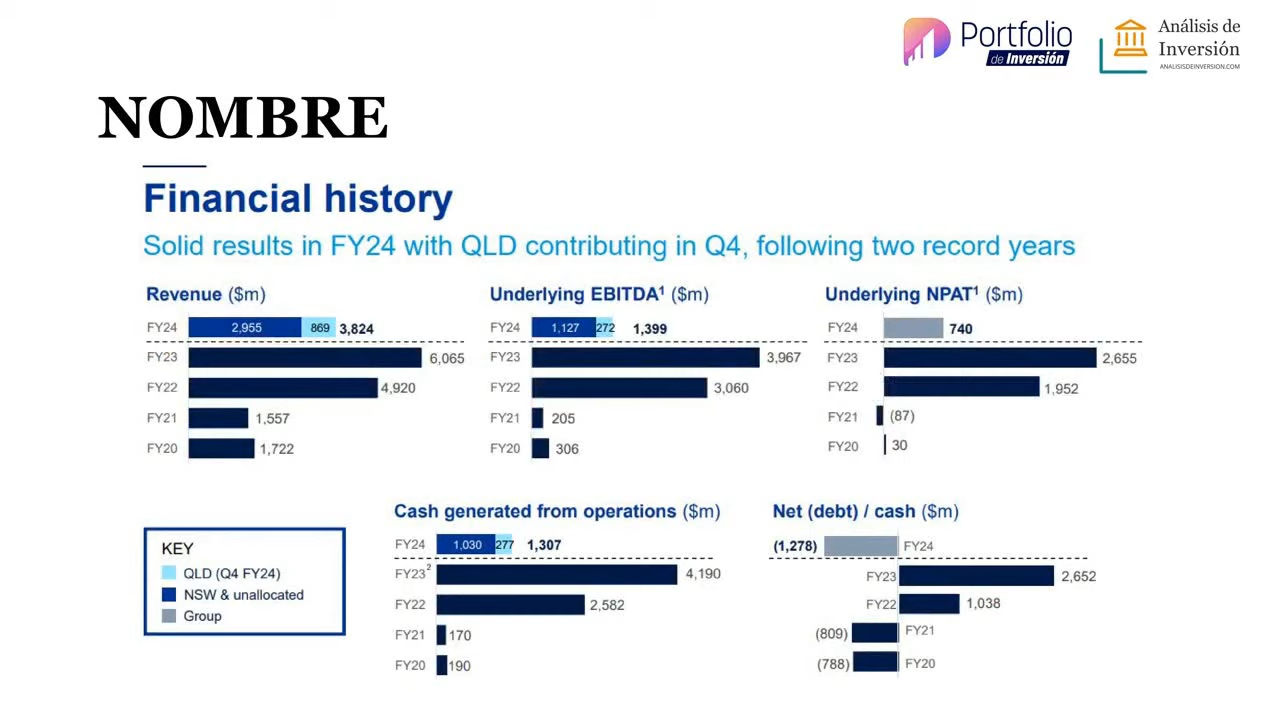 Portfolio
de Inversión
Análisis de
Inversión
ANALISISDEINVERSION.COM
NOMBRE
Financial history
Solid results in FY24 with QLD contributing in Q4, following two record years
Revenue ($m)
FY24 2,955 869 3,824
FY23 6,065
FY22 4,920
FY21 1,557
FY20 1,722
Underlying EBITDA¹ ($m)
FY24 1,127 272 1,399
FY23 3,967
FY22 3,060
FY21 205
FY20 306
Underlying NPAT¹ ($m)
FY24 740
FY23 2,655
FY22 1,952
FY21 (87)
FY20 30
KEY
QLD (Q4 FY24)
NSW & unallocated
Group
Cash generated from operations ($m)
FY24 1,030 277 1,307
FY23² 4,190
FY22 2,582
FY21 170
FY20 190
Net (debt) / cash ($m)
(1,278) FY24
FY23 2,652
FY22 1,038
(809) FY21
(788) FY20